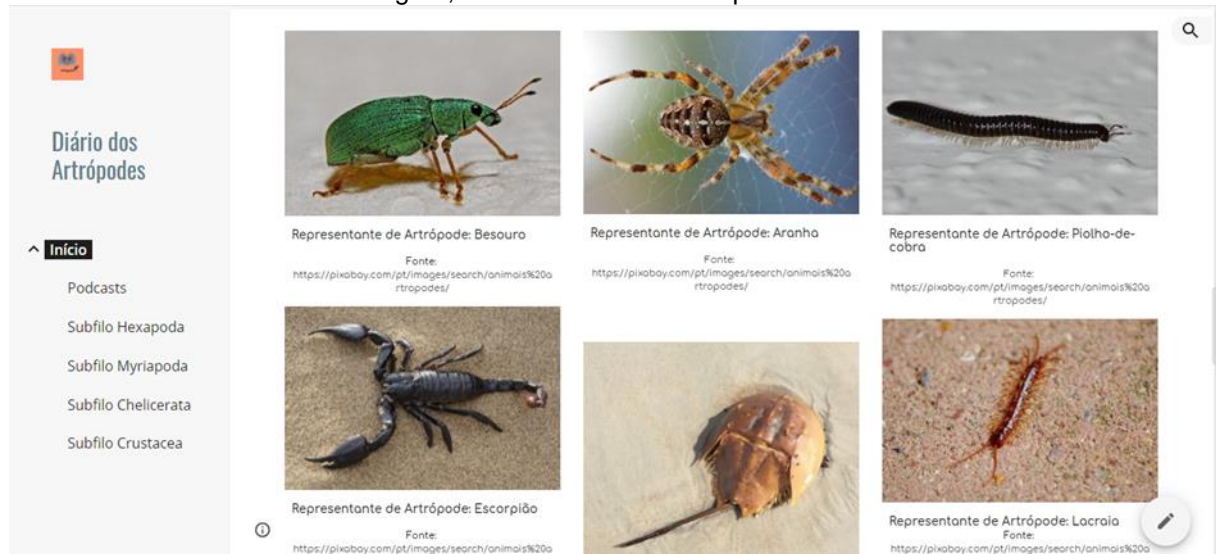 Diário dos
Artrópodes
Início
Podcasts
Subfilo Hexapoda
Subfilo Myriapoda
Subfilo Chelicerata
Subfilo Crustacea
Representante de Artrópode: Besouro
Fonte:
https://pixabay.com/pt/images/search/animais%20a
rtropodes/
Representante de Artrópode: Aranha
Fonte:
https://pixabay.com/pt/images/search/animais%20a
rtropodes/
Representante de Artrópode: Piolho-de-
cobra
Fonte:
https://pixabay.com/pt/images/search/animais%20a
rtropodes/
Representante de Artrópode: Escorpião
Fonte:
https://pixabay.com/pt/images/search/animais%20a
Representante de Artrópode: Lacraia
Fonte:
https://pixabay.com/pt/images/search/animais%20a